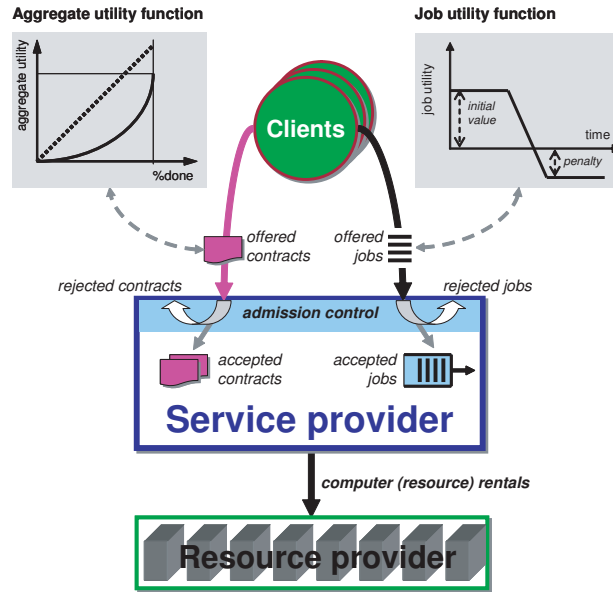 Aggregate utility function
Job utility function
aggregate utility
%done
job utility
initial
value
time
penalty
Clients
offered
contracts
offered
jobs
rejected contracts
rejected jobs
admission control
accepted
contracts
accepted
jobs
Service provider
computer (resource) rentals
Resource provider